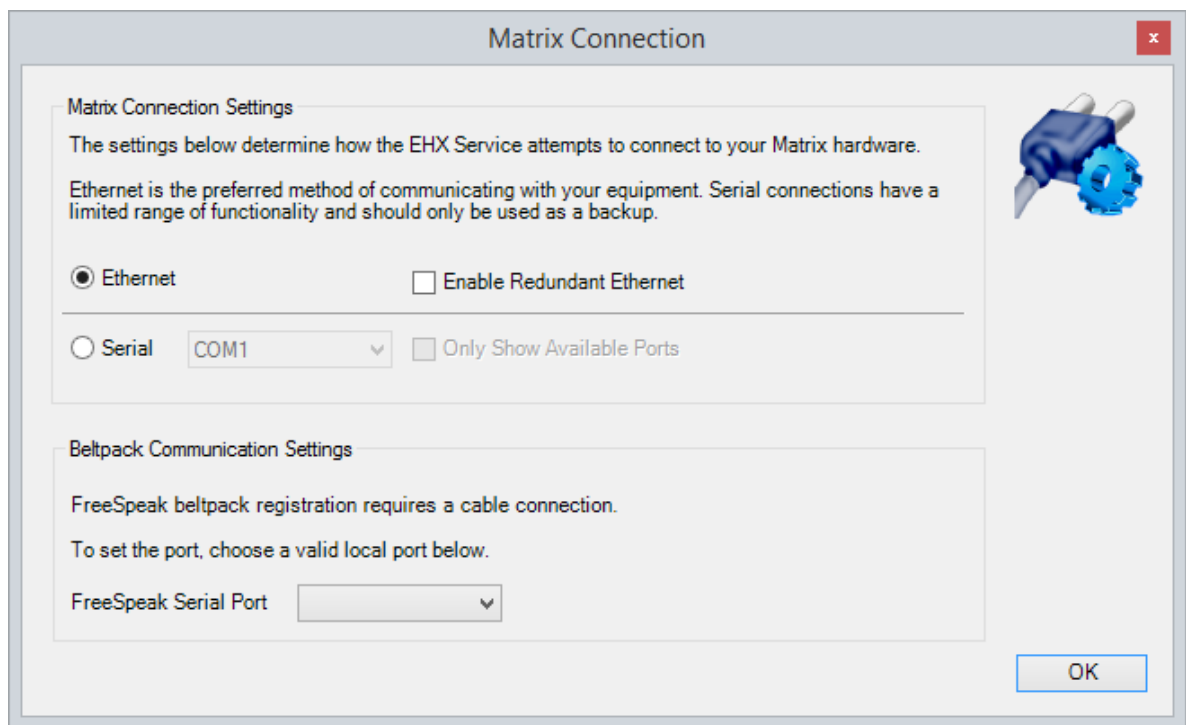 Matrix Connection
x
Matrix Connection Settings
The settings below determine how the EHX Service attempts to connect to your Matrix hardware.
Ethernet is the preferred method of communicating with your equipment. Serial connections have a
limited range of functionality and should only be used as a backup.
Ethernet Enable Redundant Ethernet
Serial COM1 Only Show Available Ports
Beltpack Communication Settings
FreeSpeak beltpack registration requires a cable connection.
To set the port, choose a valid local port below.
FreeSpeak Serial Port
OK